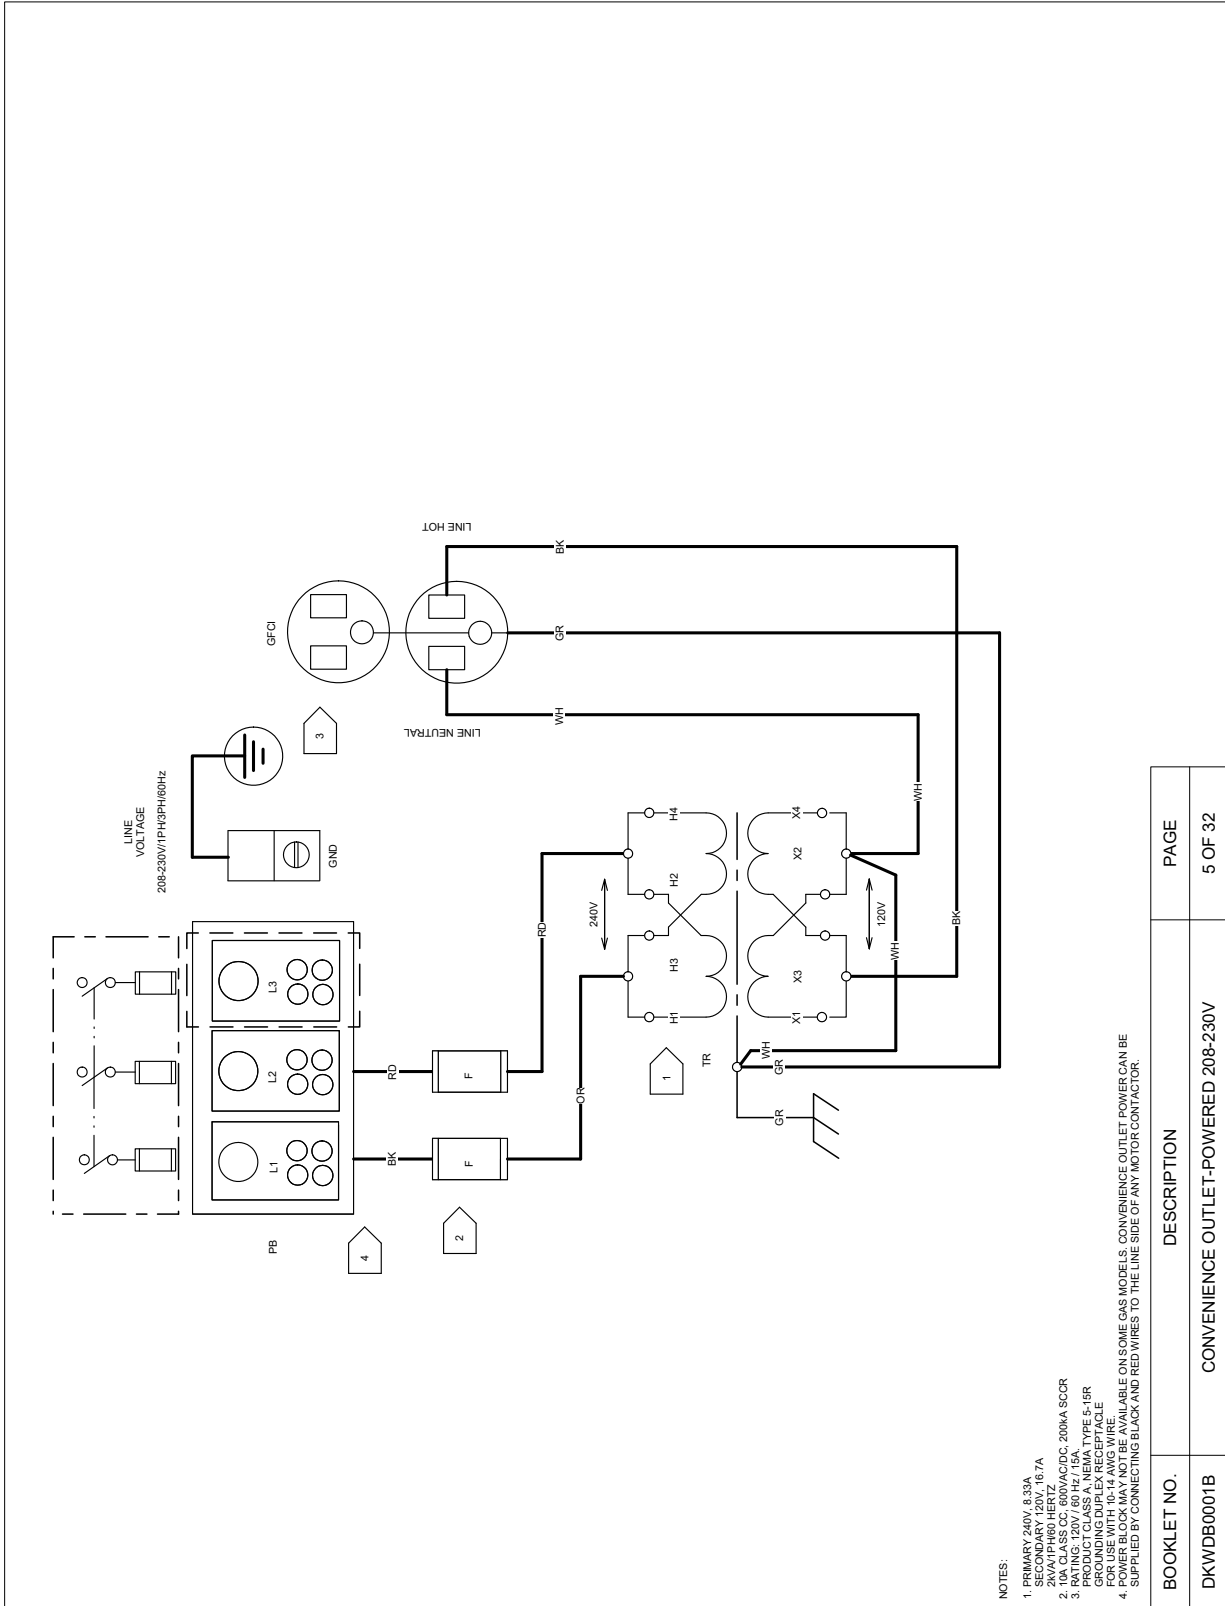 LINE
VOLTAGE
208-230V/1PH/3PH/60Hz
GND
GFCI
3
LINE NEUTRAL
LINE HOT
PB
L1
L2
L3
4
2
F
F
BK
RD
OR
RD
WH
GR
BK
1
TR
240V
H1
H3
H2
H4
X1
X3
X2
X4
120V
WH
WH
WH
GR
GR
BK
NOTES:
1. PRIMARY 240V, 8.33A
SECONDARY 120V, 16.7A
2kVA/1PH/60 HERTZ
2. 10A CLASS CC, 600VAC/DC, 200kA SCCR
3. RATING: 120V / 60 Hz / 15A.
PRODUCT CLASS A, NEMA TYPE 5-15R
GROUNDING DUPLEX RECEPTACLE
FOR USE WITH 10-14 AWG WIRE.
4. POWER BLOCK MAY NOT BE AVAILABLE ON SOME GAS MODELS. CONVENIENCE OUTLET POWER CAN BE
SUPPLIED BY CONNECTING BLACK AND RED WIRES TO THE LINE SIDE OF ANY MOTOR CONTACTOR.
BOOKLET NO. DESCRIPTION PAGE
DKWDB0001B CONVENIENCE OUTLET-POWERED 208-230V 5 OF 32